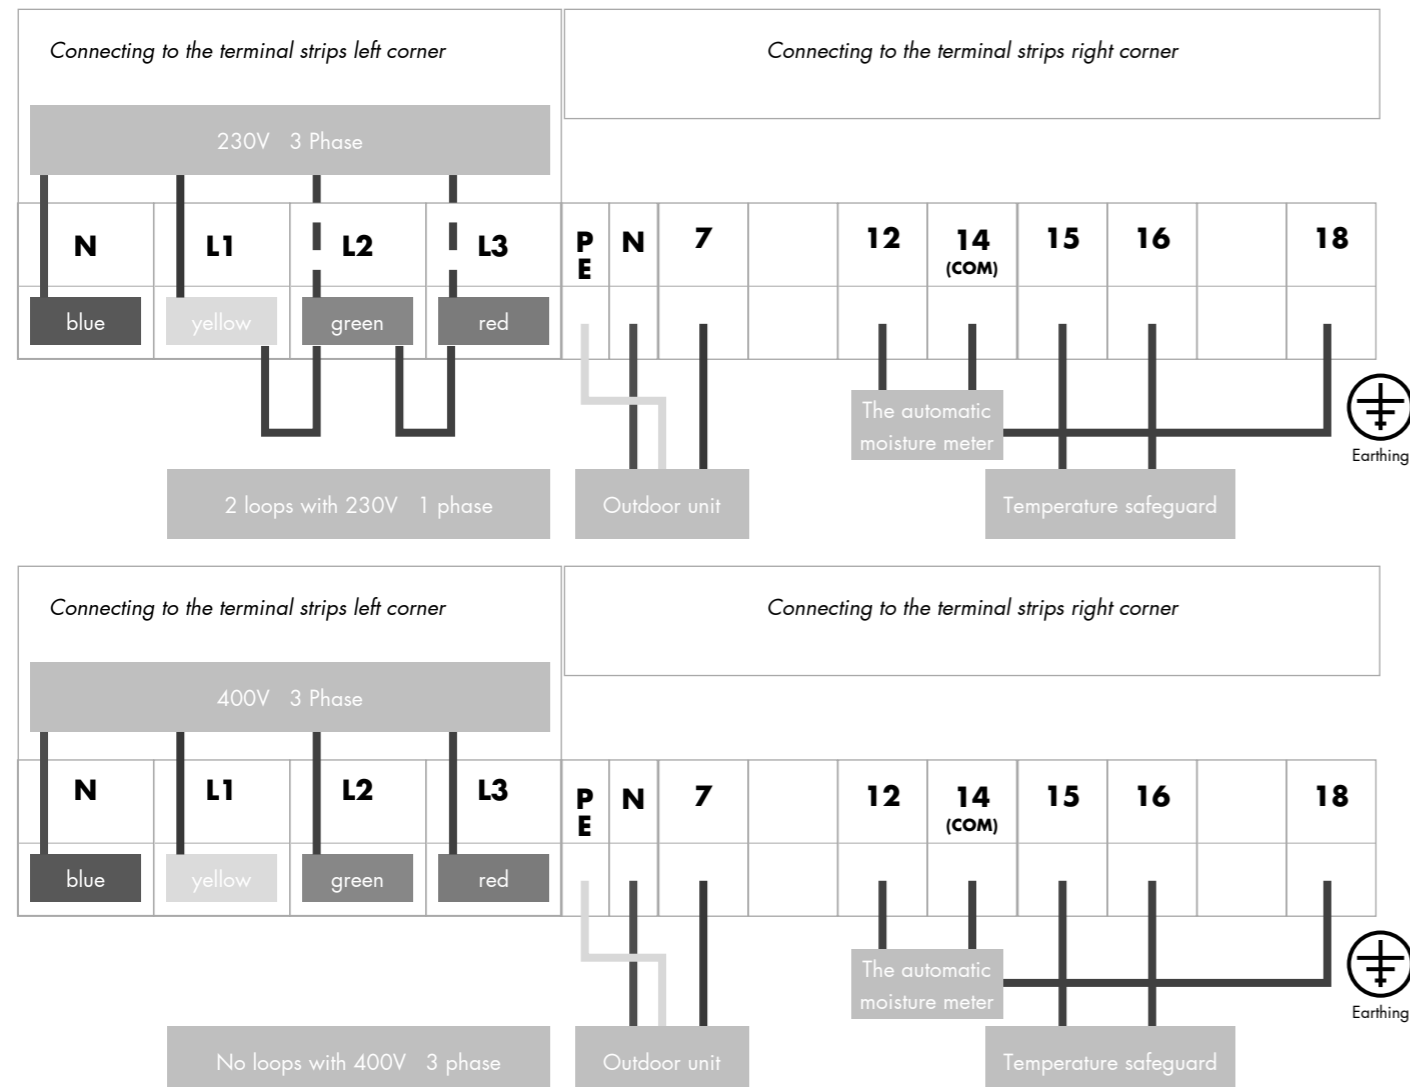 Connecting to the terminal strips left corner
Connecting to the terminal strips right corner
230V 3 Phase
N L1 L2 L3 PE N 7 12 14 15 16 18
(COM)
blue yellow green red
The automatic
moisture meter
Earthing
2 loops with 230V 1 phase
Outdoor unit
Temperature safeguard
Connecting to the terminal strips left corner
Connecting to the terminal strips right corner
400V 3 Phase
N L1 L2 L3 PE N 7 12 14 15 16 18
(COM)
blue yellow green red
The automatic
moisture meter
Earthing
No loops with 400V 3 phase
Outdoor unit
Temperature safeguard